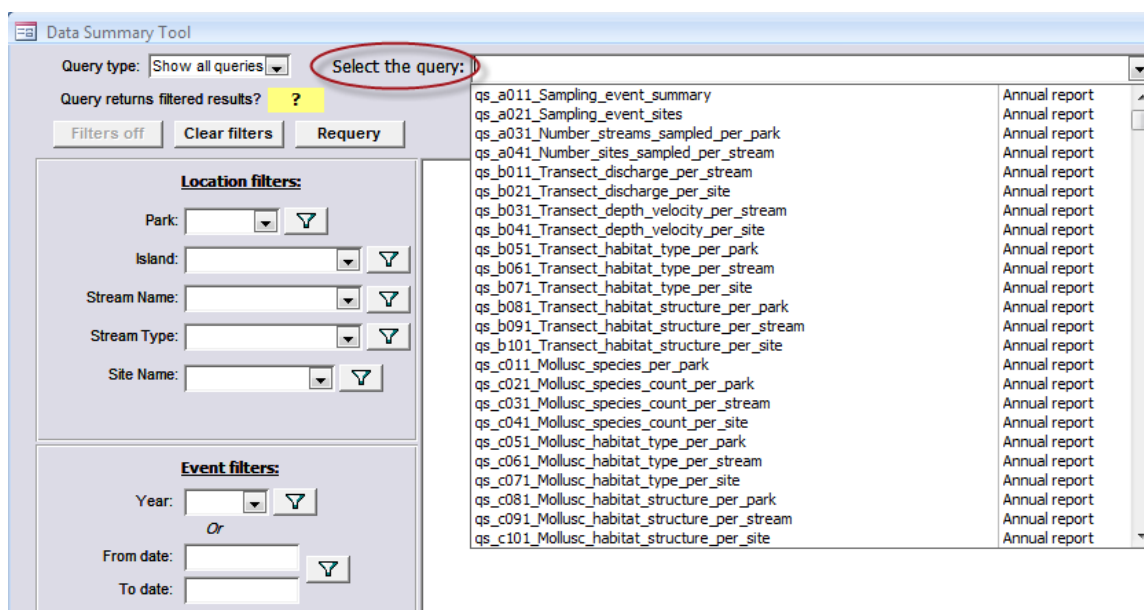 Data Summary Tool
Query type: Show all queries Select the query:
Query returns filtered results? ?
Filters off Clear filters Requery
qs_a011_Sampling_event_summary Annual report
qs_a021_Sampling_event_sites Annual report
qs_a031_Number_streams_sampled_per_park Annual report
qs_a041_Number_sites_sampled_per_stream Annual report
qs_b011_Transect_discharge_per_stream Annual report
qs_b021_Transect_discharge_per_site Annual report
qs_b031_Transect_depth_velocity_per_stream Annual report
qs_b041_Transect_depth_velocity_per_site Annual report
qs_b051_Transect_habitat_type_per_park Annual report
qs_b061_Transect_habitat_type_per_stream Annual report
qs_b071_Transect_habitat_type_per_site Annual report
qs_b081_Transect_habitat_structure_per_park Annual report
qs_b091_Transect_habitat_structure_per_stream Annual report
qs_b101_Transect_habitat_structure_per_site Annual report
qs_c011_Mollusc_species_per_park Annual report
qs_c021_Mollusc_species_count_per_park Annual report
qs_c031_Mollusc_species_count_per_stream Annual report
qs_c041_Mollusc_species_count_per_site Annual report
qs_c051_Mollusc_habitat_type_per_park Annual report
qs_c061_Mollusc_habitat_type_per_stream Annual report
qs_c071_Mollusc_habitat_type_per_site Annual report
qs_c081_Mollusc_habitat_structure_per_park Annual report
qs_c091_Mollusc_habitat_structure_per_stream Annual report
qs_c101_Mollusc_habitat_structure_per_site Annual report
Location filters:
Park:
Island:
Stream Name:
Stream Type:
Site Name:
Event filters:
Year:
Or
From date:
To date: